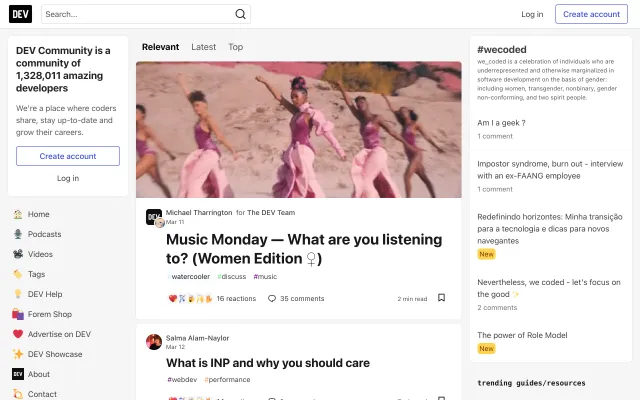 DEV
Search...
Log in
Create account
DEV Community is a
community of
1,328,011 amazing
developers
We're a place where coders
share, stay up-to-date and
grow their careers.
Create account
Log in
Home
Podcasts
Videos
Tags
DEV Help
Forem Shop
Advertise on DEV
DEV Showcase
DEV
About
Contact
Relevant
Latest
Top
DEV
Michael Tharrington for The DEV Team
Mar 11
Music Monday — What are you listening
to? (Women Edition ♀)
#watercooler #discuss #music
16 reactions
35 comments
2 min read
Salma Alam-Naylor
Mar 12
What is INP and why you should care
#webdev #performance
#wecoded
we_coded is a celebration of individuals who are
underrepresented and otherwise marginalized in
software development on the basis of gender:
including women, transgender, nonbinary, gender
non-conforming, and two spirit people.
Am I a geek ?
1 comment
Impostor syndrome, burn out - interview
with an ex-FAANG employee
1 comment
Redefinindo horizontes: Minha transição
para a tecnologia e dicas para novos
navegantes
New
Nevertheless, we coded - let's focus on
the good ✨
2 comments
The power of Role Model
New
trending guides/resources